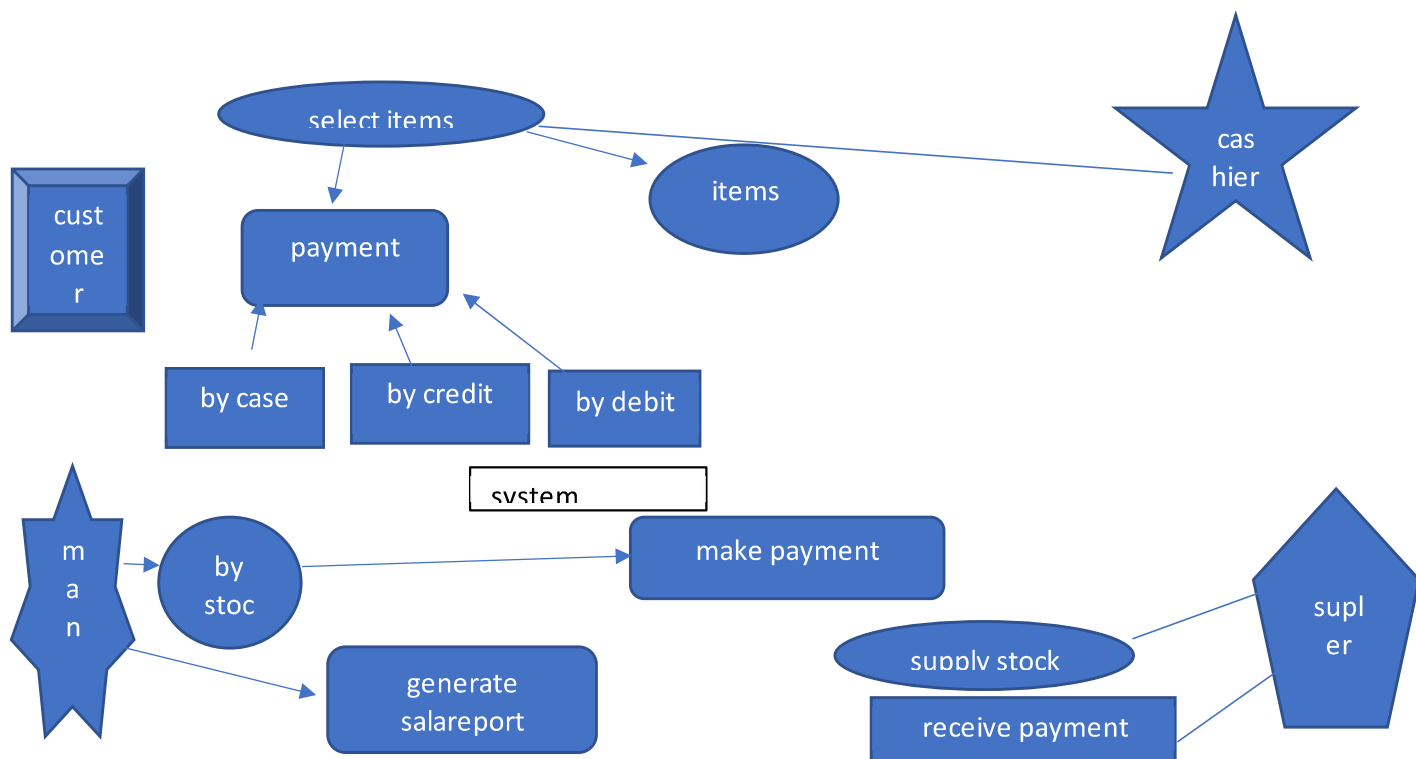 select items
cas
hier
items
cust
ome
r
payment
by case
by credit
by debit
system
m
a
n
by
stoc
make payment
supl
er
supply stock
generate
salareport
receive payment